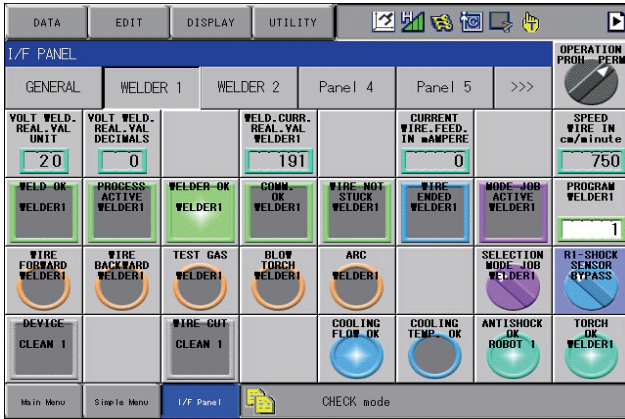 DATA EDIT DISPLAY UTILITY
I/F PANEL
OPERATION
PROH PERM
GENERAL WELDER 1 WELDER 2 Panel 4 Panel 5 >>>
VOLT WELD.
REAL.VAL
UNIT
20
VOLT WELD.
REAL.VAL
DECIMALS
0
WELD.CURR.
REAL.VAL
WELDER1
191
CURRENT
WIRE.FEED.
IN mAMPERE
0
SPEED
WIRE IN
cm/minute
750
WELD OK
WELDER1
PROCESS
ACTIVE
WELDER1
WELDER OK
WELDER1
COMM.
OK
WELDER1
WIRE NOT
STUCK
WELDER1
WIRE
ENDED
WELDER1
MODE JOB
ACTIVE
WELDER1
PROGRAM
WELDER1
1
WIRE
FORWARD
WELDER1
WIRE
BACKWARD
WELDER1
TEST GAS
WELDER1
BLOW
TORCH
WELDER1
ARC
WELDER1
SELECTION
MODE JOB
WELDER1
R1-SHOCK
SENSOR
BYPASS
DEVICE
CLEAN 1
WIRE CUT
CLEAN 1
COOLING
FLOW OK
COOLING
TEMP. OK
ANTISHOCK
OK
ROBOT 1
TORCH
OK
WELDER1
Main Menu Simple Menu I/F Panel CHECK mode